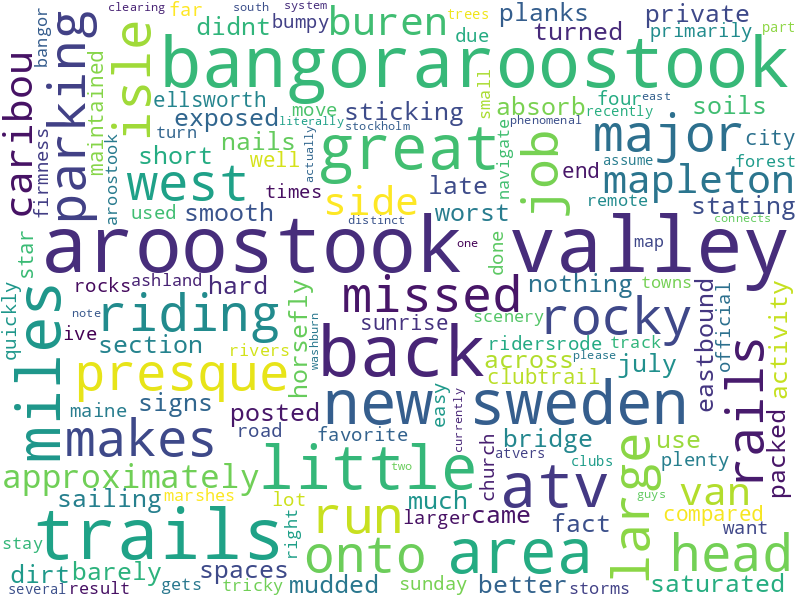 clearing south system
far buren planks private part
bangor isle didnt bumpy due turned primarily trees
bangoraroostook
parking
maintained ellsworth exposed move sticking absorb four recently east soils
caribou firmness aroostook turn literally stockholm small phenomenal
nails great navigate job major city
short well actually assume forest
west times late end mapleton
used smooth side worst remote stating
star distinct done connects
aroostook valley
one map
rocks ashland hard missed nothing towns
quickly miles note riding horsefly sunrise scenery rocky eastbound official activity
ive section washburn back ridersrode track
rivers across please july rails
presque clubtrail
maine signs posted new sweden packed
makes road favorite easy currently bridge use
church atvers large plenty
approximately little two clubs van
sailing marshes lot much atv guys compared
trails right run larger came fact want
stay onto area head
dirt barely spaces
several result gets tricky mudded sunday better storms saturated